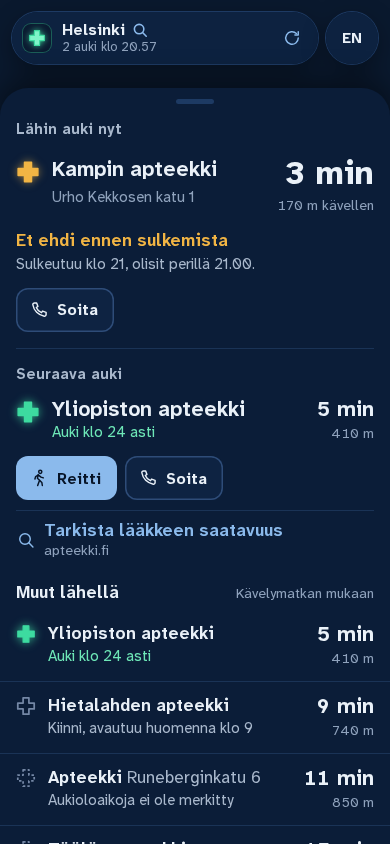 Helsinki
2 auki klo 20.57
EN
Lähin auki nyt
Kampin apteekki
3 min
Urho Kekkosen katu 1
170 m kävellen
Et ehdi ennen sulkemista
Sulkeutuu klo 21, olisit perillä 21.00.
Soita
Seuraava auki
Yliopiston apteekki
5 min
Auki klo 24 asti
410 m
Reitti
Soita
Tarkista lääkkeen saatavuus
apteekki.fi
Muut lähellä
Kävelymatkan mukaan
Yliopiston apteekki
5 min
Auki klo 24 asti
410 m
Hietalahden apteekki
9 min
Kiinni, avautuu huomenna klo 9
740 m
Apteekki Runeberginkatu 6
11 min
Aukioloaikoja ei ole merkitty
850 m